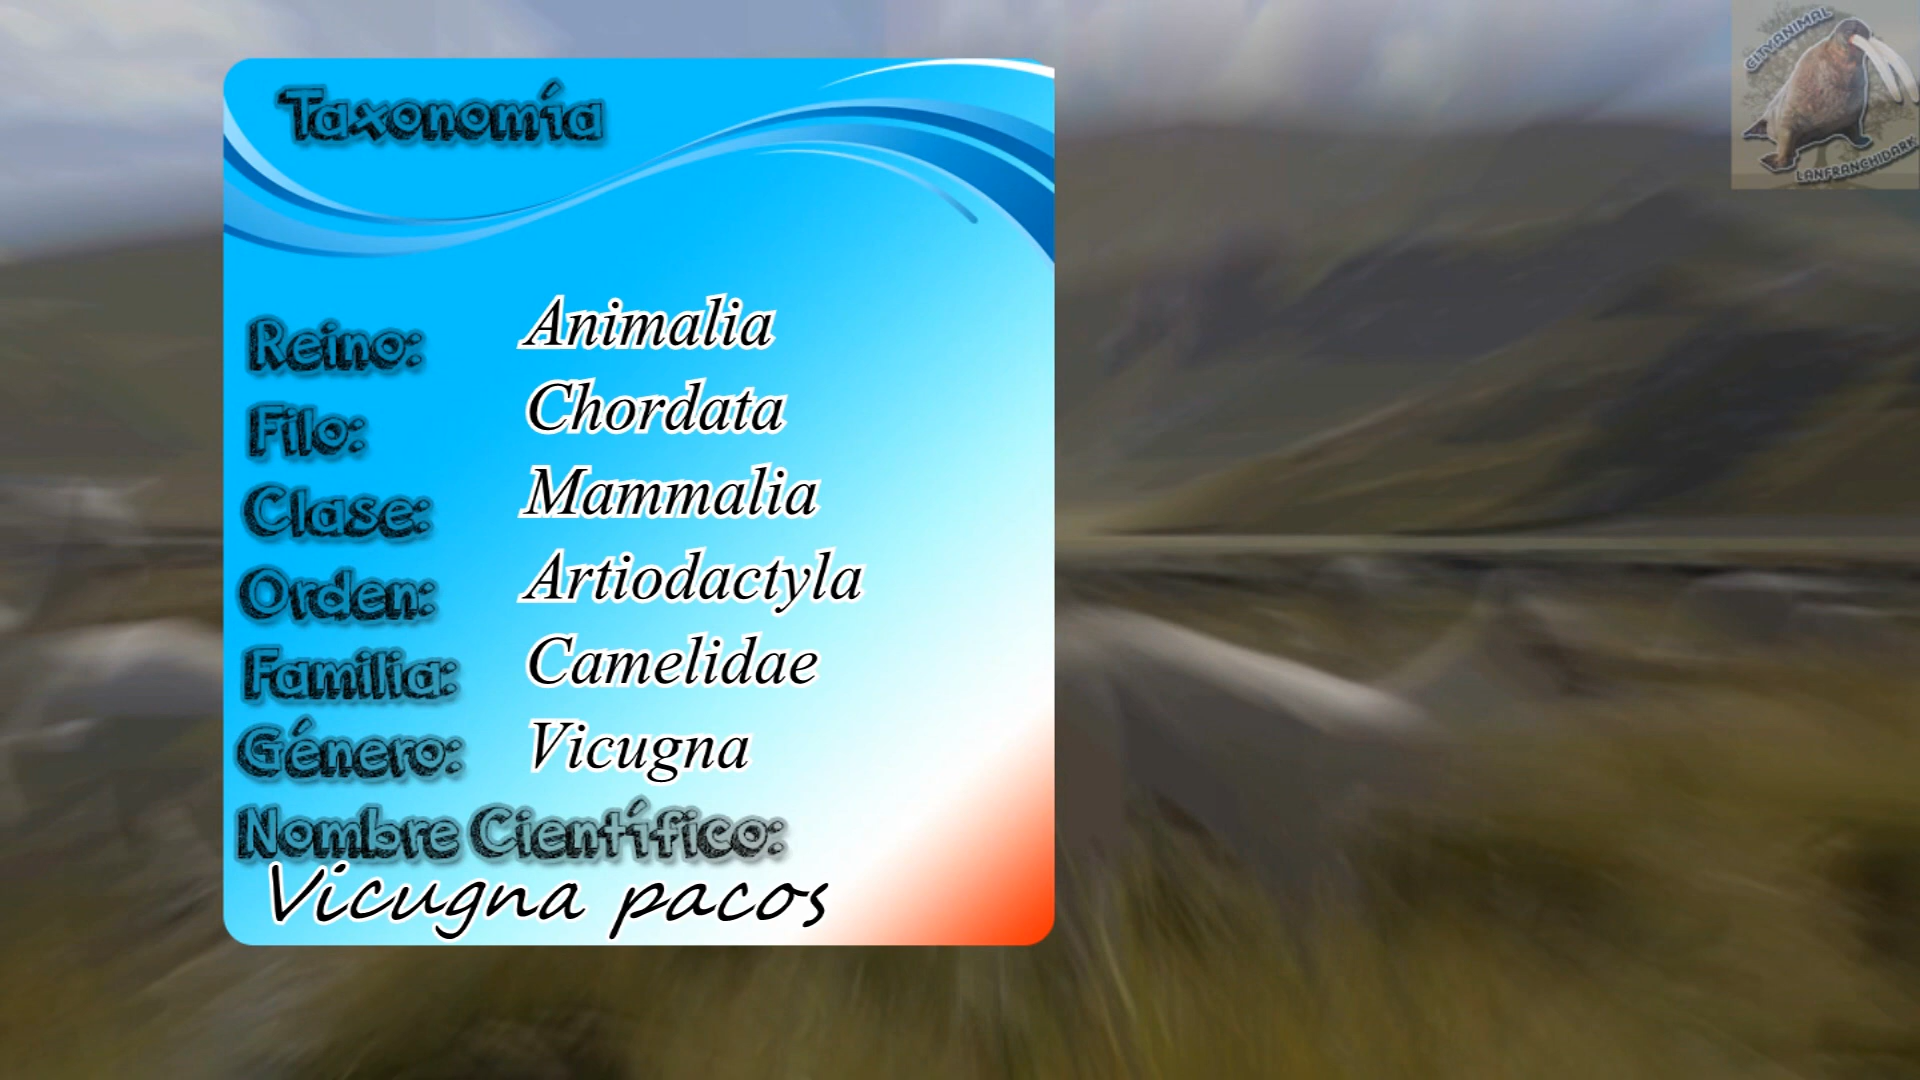 Taxonomía
Reino: Animalia
Filo: Chordata
Clase: Mammalia
Orden: Artiodactyla
Familia: Camelidae
Género: Vicugna
Nombre Científico:
Vicugna pacos
CITYANIMAL
LANFRANCHIDARK